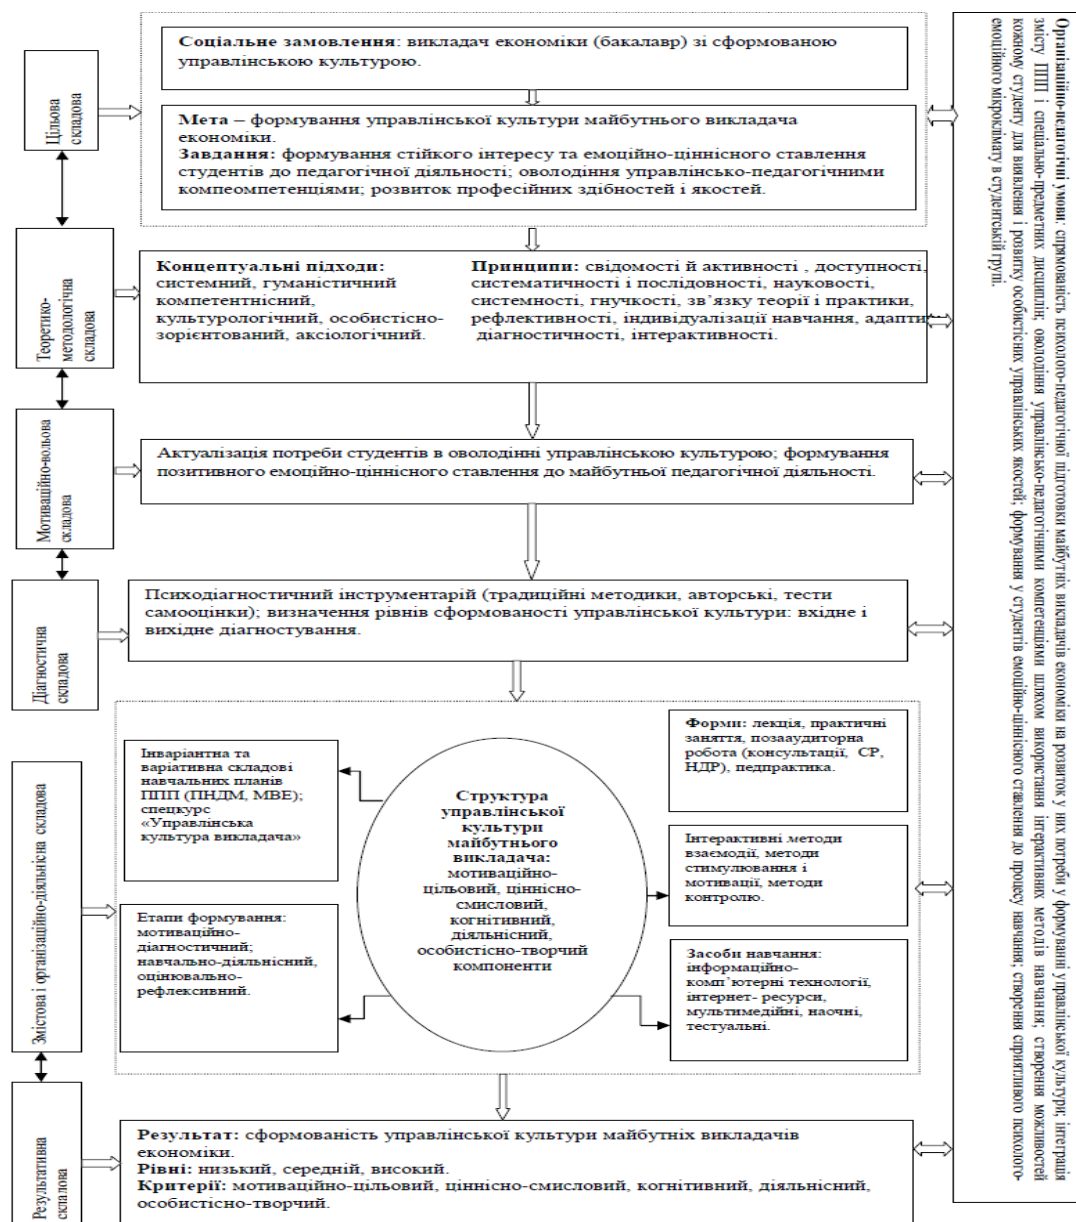 Цільова
складова
Соціальне замовлення: викладач економіки (бакалавр) зі сформованою
управлінською культурою.
Мета – формування управлінської культури майбутнього викладача
економіки.
Завдання: формування стійкого інтересу та емоційно-ціннісного ставлення
студентів до педагогічної діяльності; оволодіння управлінсько-педагогічними
компеомпетенціями; розвиток професійних здібностей і якостей.
Теоретико-
методологічна
складова
Концептуальні підходи:
системний, гуманістичний
компетентнісний,
культурологічний, особистісно-
зорієнтований, аксіологічний.
Принципи: свідомості й активності , доступності,
систематичності і послідовності, науковості,
системності, гнучкості, зв’язку теорії і практики,
рефлективності, індивідуалізації навчання,
діагностичності, інтерактивності.
Мотиваційно-вольова
складова
Актуалізація потреби студентів в оволодінні управлінською культурою; формування
позитивного емоційно-ціннісного ставлення до майбутньої педагогічної діяльності.
Діагностична
складова
Психодіагностичний інструментарій (традиційні методики, авторські, тести
самооцінки); визначення рівнів сформованості управлінської культури: вхідне і
вихідне діагностування.
Змістова і організаційно-діяльнісна складова
Інваріантна та
варіативна складові
навчальних планів
ППП (ПНДМ, МВЕ);
спецкурс
«Управлінська
культура викладача»
Етапи формування:
мотиваційно-
діагностичний;
навчально-діяльнісний,
оцінювально-
рефлексивний.
Структура
управлінської
культури
майбутнього
викладача:
мотиваційно-
цільовий, ціннісно-
смисловий,
когнітивний,
діяльнісний,
особистісно-творчий
компоненти
Форми: лекція, практичні
заняття, позааудиторна
робота (консультації, СР,
НДР), педпрактика.
Інтерактивні методи
взаємодії, методи
стимулювання і
мотивації, методи
контролю.
Засоби навчання:
інформаційно-
комп’ютерні технології,
інтернет- ресурси,
мультимедійні, наочні,
тестуальні.
Результативна
складова
Результат: сформованість управлінської культури майбутніх викладачів
економіки.
Рівні: низький, середній, високий.
Критерії: мотиваційно-цільовий, ціннісно-смисловий, когнітивний, діяльнісний,
особистісно-творчий.
Організаційно-педагогічні умови: спрямованість психолого-педагогічної підготовки майбутніх викладачів економіки на розвиток у них потреби у формуванні управлінської культури; інтеграція
змісту ППП і спеціально-предметних дисциплін; оволодіння управлінсько-педагогічними компетенціями шляхом використання інтерактивних методів навчання; створення можливостей
кожному студенту для виявлення і розвитку особистісних управлінських якостей; формування у студентів емоційно-ціннісного ставлення до процесу навчання; створення сприятливого психолого-
емоційного мікроклімату в студентській групі.